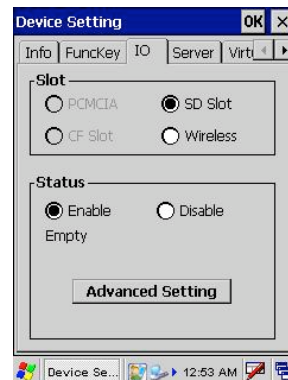 Device Setting OK ×
Info FuncKey IO Server Virt
Slot
PCMCIA SD Slot
CF Slot Wireless
Status
Enable Disable
Empty
Advanced Setting
Device Se... 12:53 AM